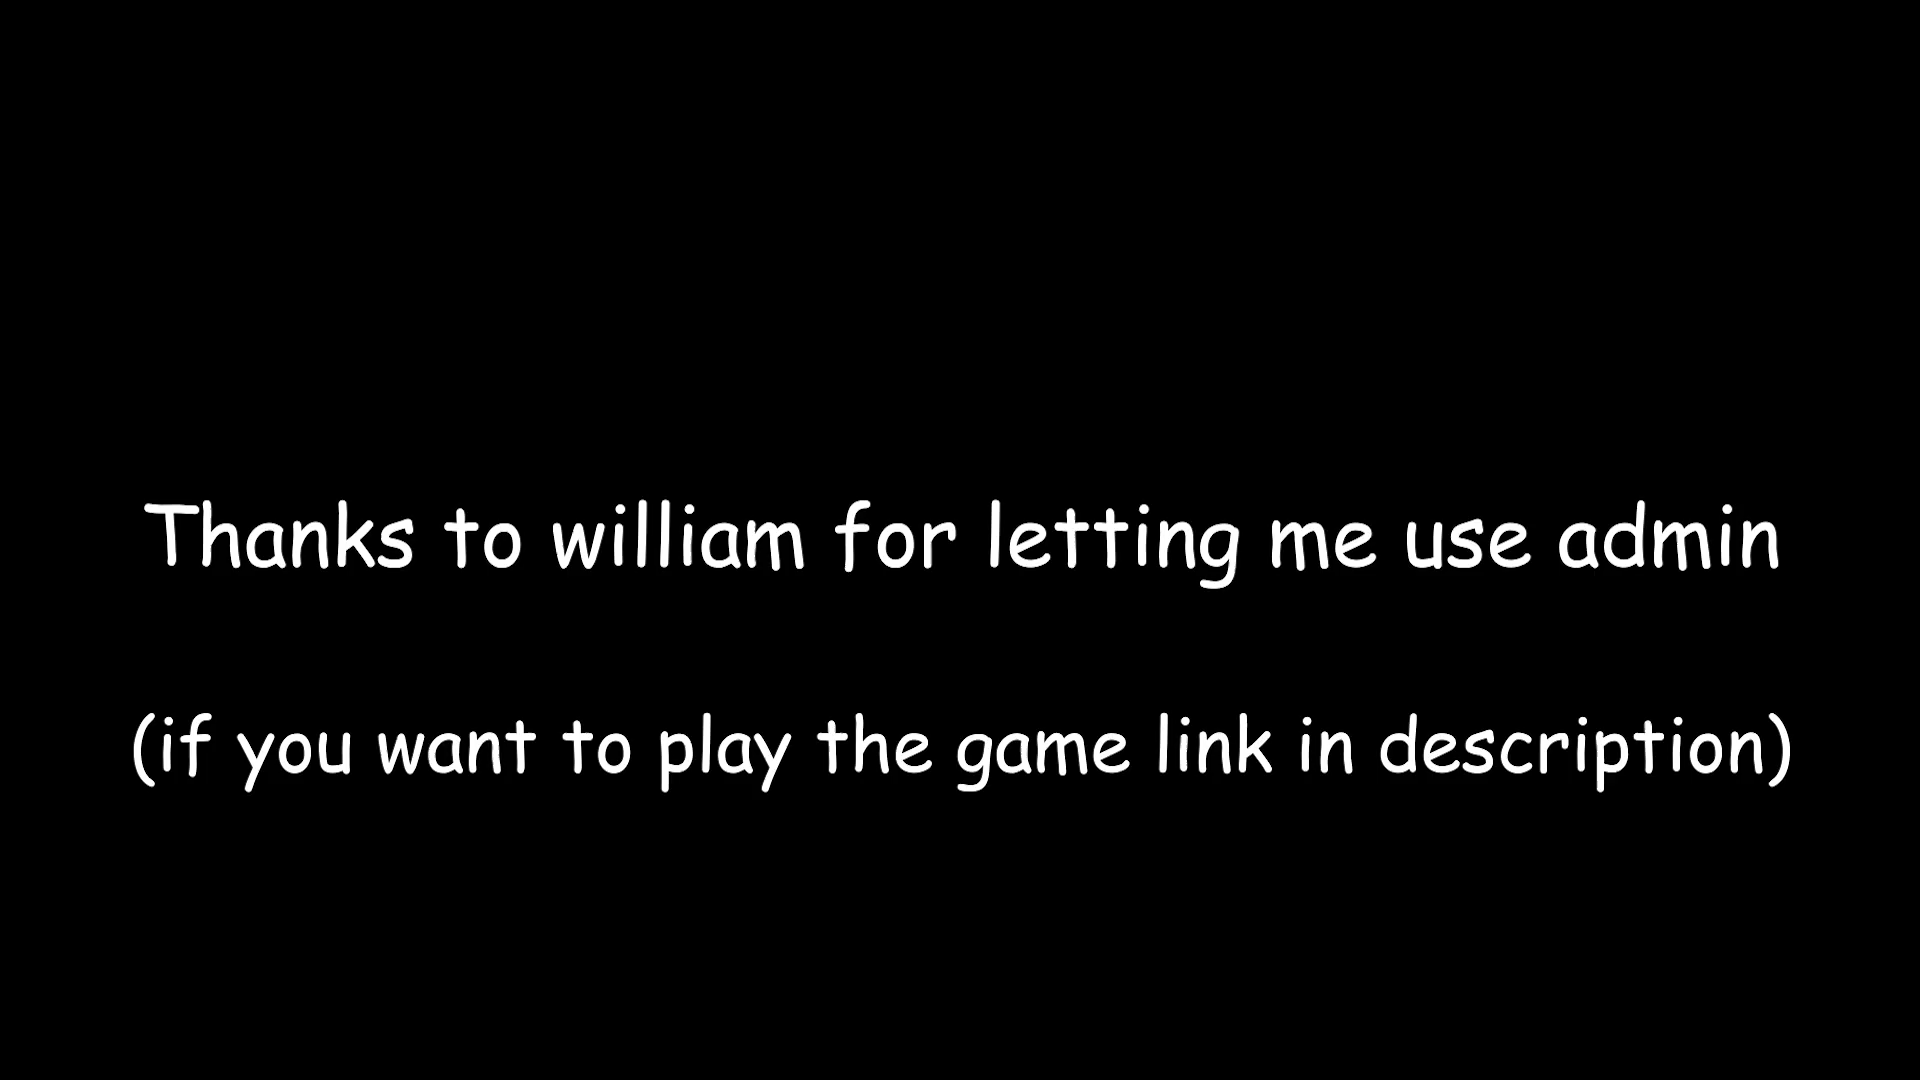 Thanks to william for letting me use admin
(if you want to play the game link in description)